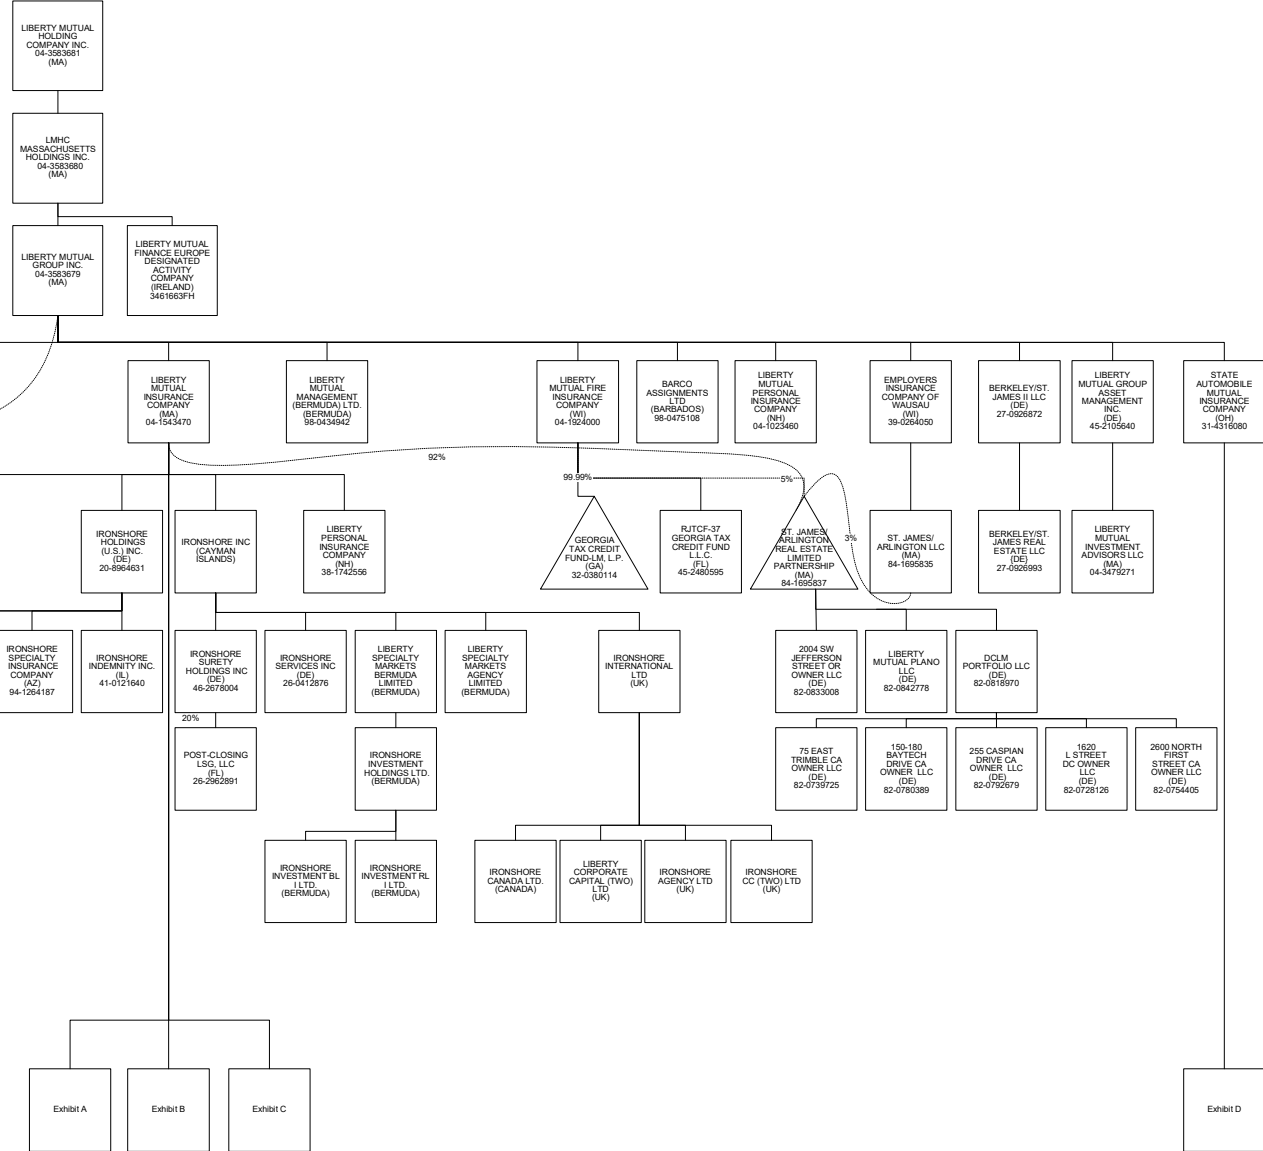 LIBERTY MUTUAL
HOLDING
COMPANY INC.
04-3583681
(MA)
LMHC
MASSACHUSETTS
HOLDINGS INC.
04-3583680
(MA)
LIBERTY MUTUAL
GROUP INC.
04-3583679
(MA)
LIBERTY MUTUAL
FINANCE EUROPE
DESIGNATED
ACTIVITY
COMPANY
(IRELAND)
3461663FH
LIBERTY
MUTUAL
INSURANCE
COMPANY
(MA)
04-1543470
LIBERTY
MUTUAL
MANAGEMENT
(BERMUDA) LTD.
(BERMUDA)
98-0434942
LIBERTY
MUTUAL FIRE
INSURANCE
COMPANY
(WI)
04-1924000
BARCO
ASSIGNMENTS
LTD
(BARBADOS)
98-0475108
LIBERTY
MUTUAL
PERSONAL
INSURANCE
COMPANY
(NH)
04-1023460
EMPLOYERS
INSURANCE
COMPANY OF
WAUSAU
(WI)
39-0264050
BERKELEY/ST.
JAMES II LLC
(DE)
27-0926872
LIBERTY
MUTUAL GROUP
ASSET
MANAGEMENT
INC.
(DE)
45-2105640
STATE
AUTOMOBILE
MUTUAL
INSURANCE
COMPANY
(OH)
31-4316080
92%
99.99%
5%
3%
IRONSHORE
HOLDINGS
(U.S.) INC.
(DE)
20-8964631
IRONSHORE INC
(CAYMAN
ISLANDS)
LIBERTY
PERSONAL
INSURANCE
COMPANY
(NH)
38-1742556
GEORGIA
TAX CREDIT
FUND-LM, L.P.
(GA)
32-0380114
RJTCF-37
GEORGIA TAX
CREDIT FUND
L.L.C.
(FL)
45-2480595
ST. JAMES/
ARLINGTON
REAL ESTATE
LIMITED
PARTNERSHIP
(MA)
84-1695837
ST. JAMES/
ARLINGTON LLC
(MA)
84-1695835
BERKELEY/ST.
JAMES REAL
ESTATE LLC
(DE)
27-0926993
LIBERTY
MUTUAL
INVESTMENT
ADVISORS LLC
(MA)
04-3479271
IRONSHORE
SPECIALTY
INSURANCE
COMPANY
(AZ)
94-1264187
IRONSHORE
INDEMNITY INC.
(IL)
41-0121640
IRONSHORE
SURETY
HOLDINGS INC
(DE)
46-2678004
IRONSHORE
SERVICES INC
(DE)
26-0412876
LIBERTY
SPECIALTY
MARKETS
BERMUDA
LIMITED
(BERMUDA)
LIBERTY
SPECIALTY
MARKETS
AGENCY
LIMITED
(BERMUDA)
IRONSHORE
INTERNATIONAL
LTD
(UK)
2004 SW
JEFFERSON
STREET OR
OWNER LLC
(DE)
82-0833008
LIBERTY
MUTUAL PLANO
LLC
(DE)
82-0842778
DCLM
PORTFOLIO LLC
(DE)
82-0818970
20%
POST-CLOSING
LSG, LLC
(FL)
26-2962891
IRONSHORE
INVESTMENT
HOLDINGS LTD.
(BERMUDA)
75 EAST
TRIMBLE CA
OWNER LLC
(DE)
82-0739725
150-180
BAYTECH
DRIVE CA
OWNER LLC
(DE)
82-0780389
255 CASPIAN
DRIVE CA
OWNER LLC
(DE)
82-0792679
1620
L STREET
DC OWNER
LLC
(DE)
82-0728126
2600 NORTH
FIRST
STREET CA
OWNER LLC
(DE)
82-0754405
IRONSHORE
INVESTMENT BL
I LTD.
(BERMUDA)
IRONSHORE
INVESTMENT RL
I LTD.
(BERMUDA)
IRONSHORE
CANADA LTD.
(CANADA)
LIBERTY
CORPORATE
CAPITAL (TWO)
LTD
(UK)
IRONSHORE
AGENCY LTD
(UK)
IRONSHORE
CC (TWO) LTD
(UK)
Exhibit A
Exhibit B
Exhibit C
Exhibit D